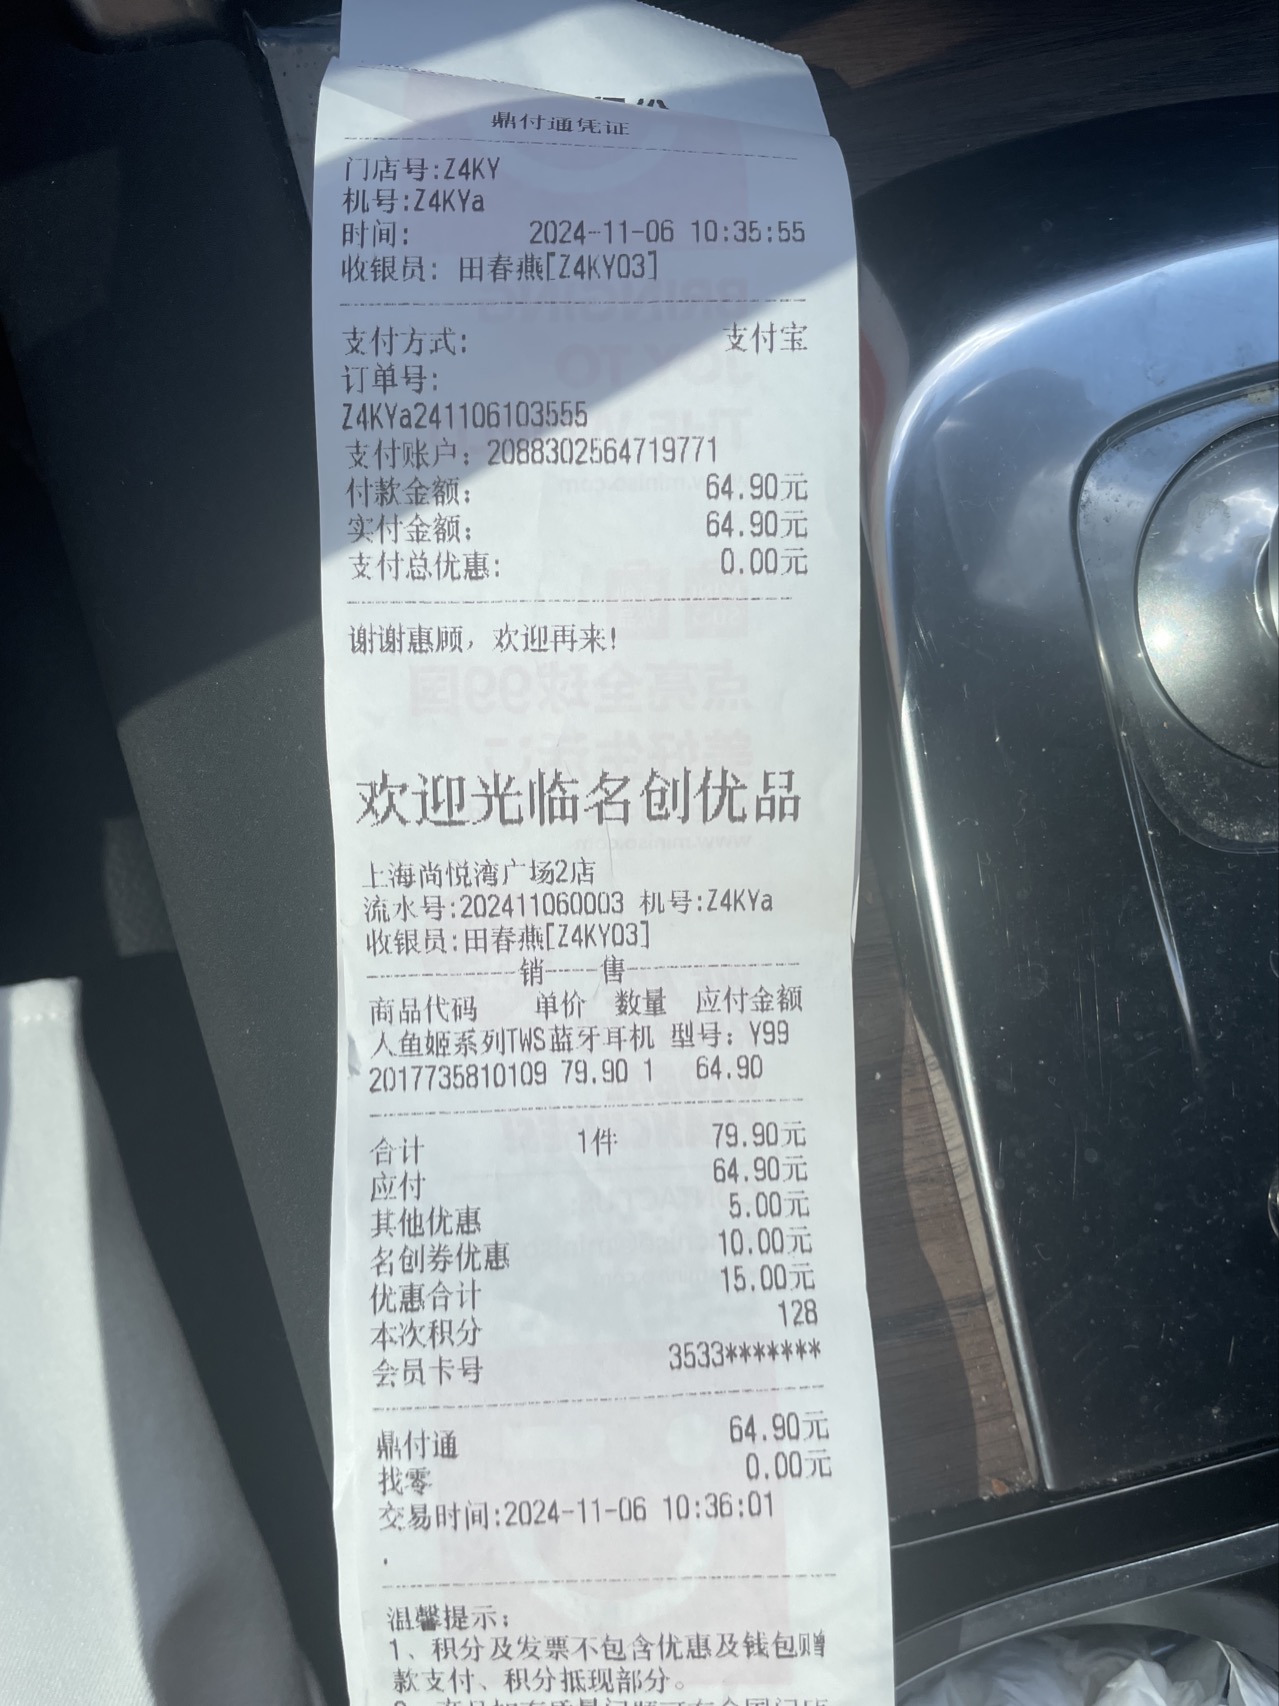 鼎付通凭证
门店号:Z4KY
机号:Z4KYa
时间: 2024-11-06 10:35:55
收银员: 田春燕[Z4KY03]
支付方式: 支付宝
订单号:
Z4KYa241106103555
支付账户: 2088302564719771
付款金额: 64.90元
实付金额: 64.90元
支付总优惠: 0.00元
谢谢惠顾, 欢迎再来!
欢迎光临名创优品
上海尚悦湾广场2店
流水号:202411060003 机号:Z4KYa
收银员:田春燕[Z4KY03]
销----售
商品代码 单价 数量 应付金额
人鱼姬系列TWS蓝牙耳机 型号: Y99
2017735810109 79.90 1 64.90
合计 1件 79.90元
应付 64.90元
其他优惠 5.00元
名创券优惠 10.00元
优惠合计 15.00元
本次积分 128
会员卡号 3533*******
鼎付通 64.90元
找零 0.00元
交易时间:2024-11-06 10:36:01
.
温馨提示:
1、积分及发票不包含优惠及钱包赠
款支付、积分抵现部分。